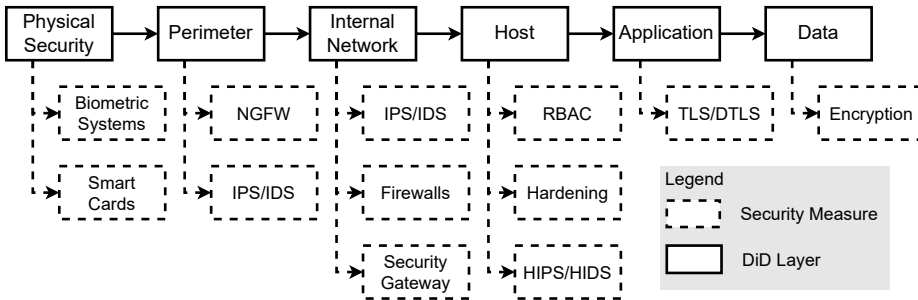 Physical
Security
Perimeter
Internal
Network
Host
Application
Data
Biometric
Systems
NGFW
IPS/IDS
RBAC
TLS/DTLS
Encryption
Smart
Cards
IPS/IDS
Firewalls
Hardening
Security
Gateway
HIPS/HIDS
Legend
Security Measure
DiD Layer